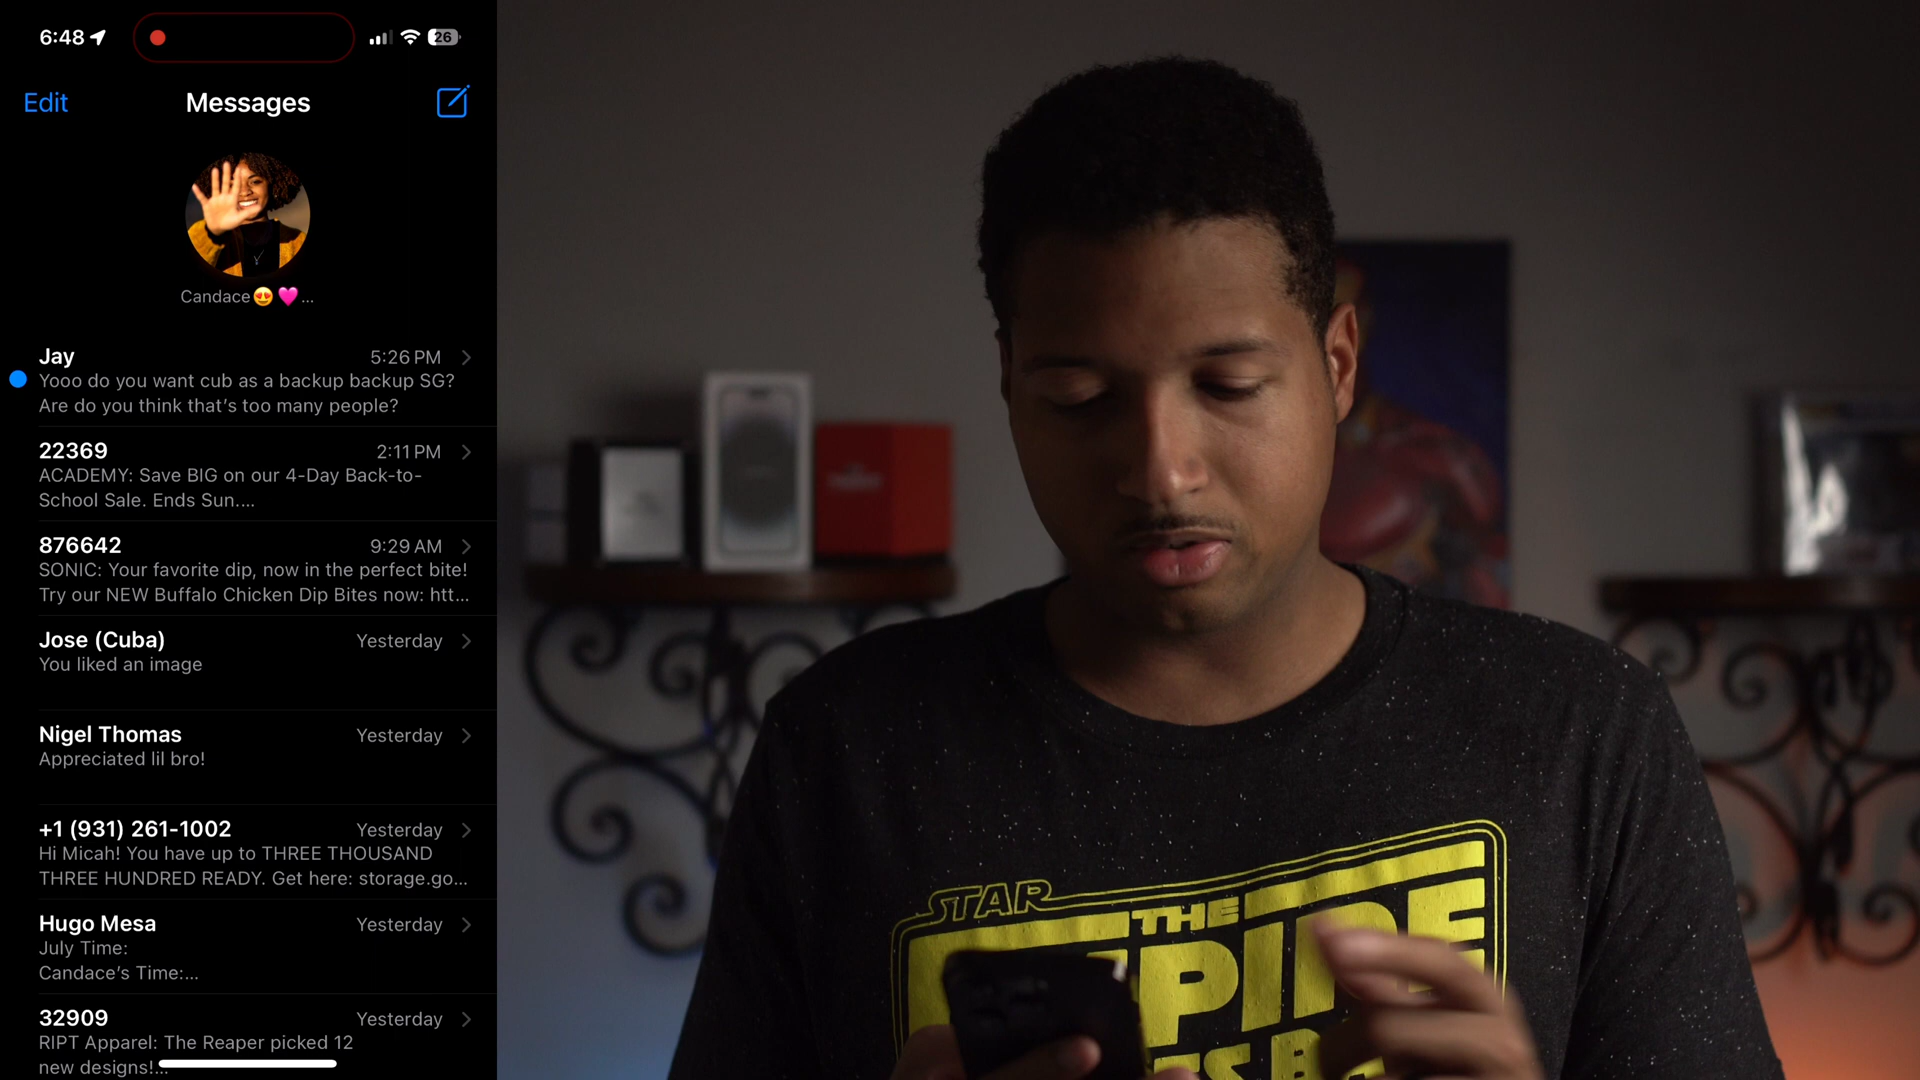 6:48
26
Edit
Messages
Candace😍💗...
Jay
5:26 PM
Yooo do you want cub as a backup backup SG?
Are do you think that's too many people?
22369
2:11 PM
ACADEMY: Save BIG on our 4-Day Back-to-
School Sale. Ends Sun....
876642
9:29 AM
SONIC: Your favorite dip, now in the perfect bite!
Try our NEW Buffalo Chicken Dip Bites now: htt...
Jose (Cuba)
Yesterday
You liked an image
Nigel Thomas
Yesterday
Appreciated lil bro!
+1 (931) 261-1002
Yesterday
Hi Micah! You have up to THREE THOUSAND
THREE HUNDRED READY. Get here: storage.go...
Hugo Mesa
Yesterday
July Time:
Candace's Time:...
32909
Yesterday
RIPT Apparel: The Reaper picked 12
new designs!...
STAR
THE